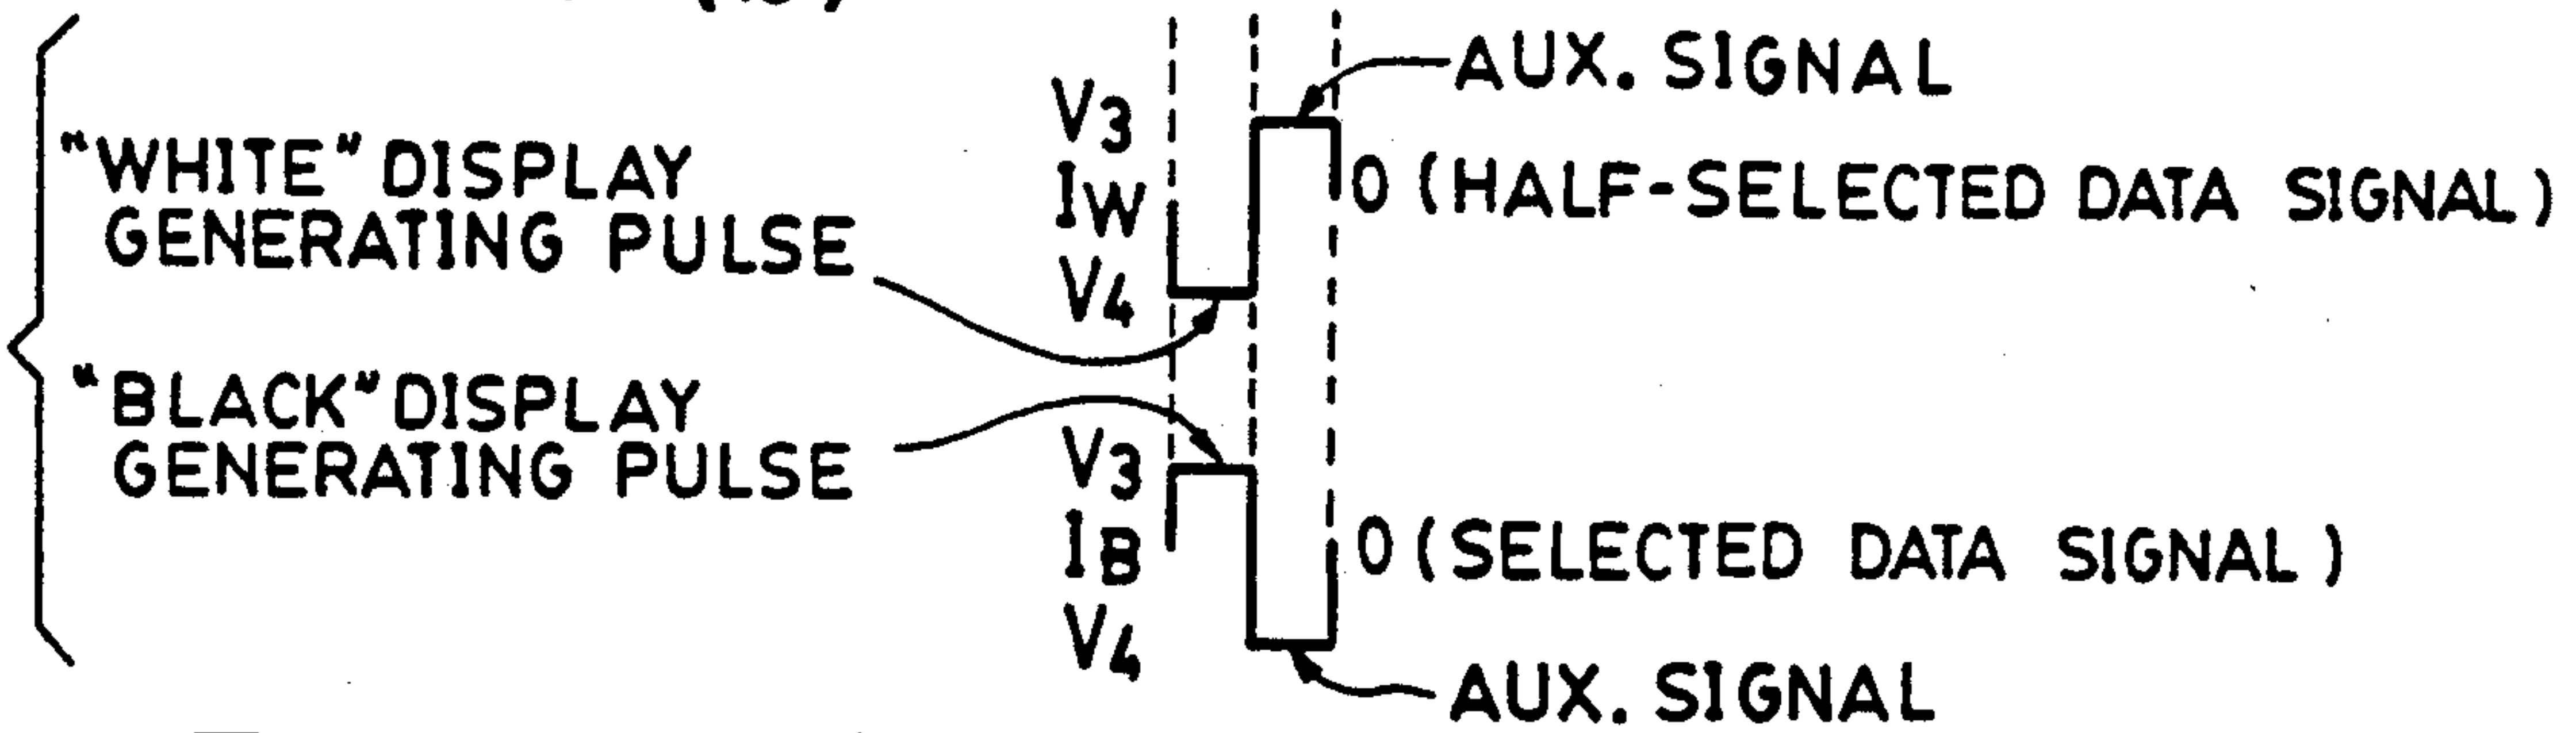 AUX. SIGNAL
V3
"WHITE" DISPLAY
GENERATING PULSE
IW
0 (HALF-SELECTED DATA SIGNAL)
V4
"BLACK" DISPLAY
GENERATING PULSE
V3
IB
0 (SELECTED DATA SIGNAL)
V4
AUX. SIGNAL